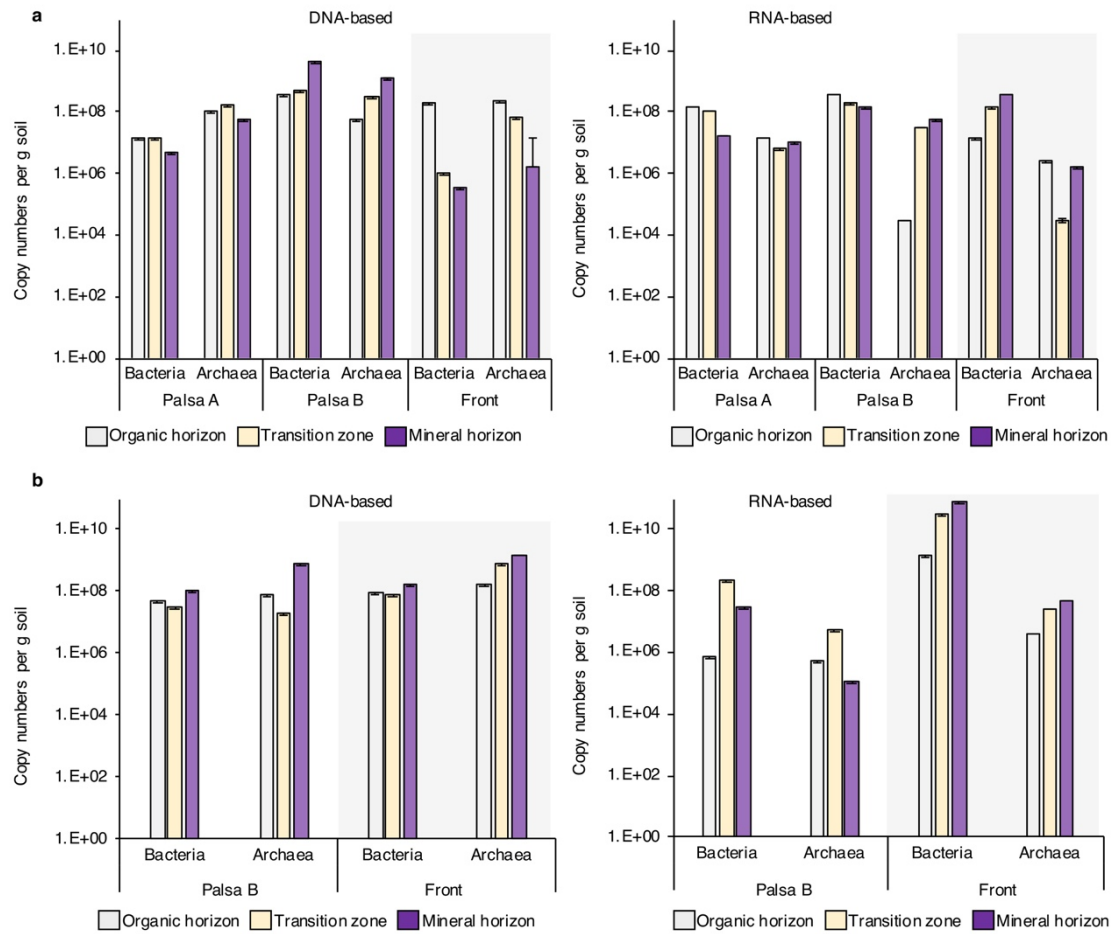 a
DNA-based
Copy numbers per g soil
1.E+10
1.E+08
1.E+06
1.E+04
1.E+02
1.E+00
Bacteria Archaea Bacteria Archaea Bacteria Archaea
Palsa A Palsa B Front
Organic horizon Transition zone Mineral horizon
RNA-based
Copy numbers per g soil
1.E+10
1.E+08
1.E+06
1.E+04
1.E+02
1.E+00
Bacteria Archaea Bacteria Archaea Bacteria Archaea
Palsa A Palsa B Front
Organic horizon Transition zone Mineral horizon
b
DNA-based
Copy numbers per g soil
1.E+10
1.E+08
1.E+06
1.E+04
1.E+02
1.E+00
Bacteria Archaea Bacteria Archaea
Palsa B Front
Organic horizon Transition zone Mineral horizon
RNA-based
Copy numbers per g soil
1.E+10
1.E+08
1.E+06
1.E+04
1.E+02
1.E+00
Bacteria Archaea Bacteria Archaea
Palsa B Front
Organic horizon Transition zone Mineral horizon